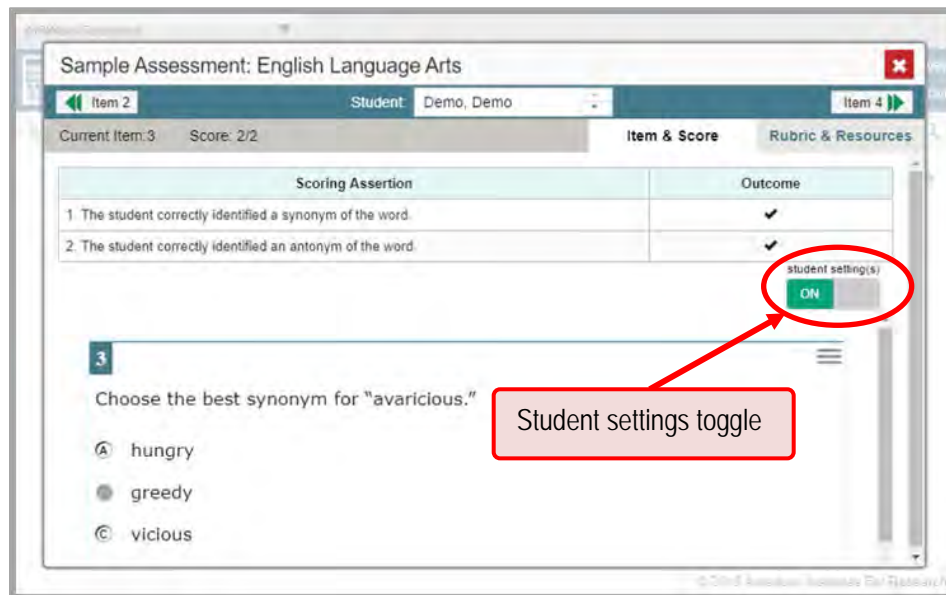 Sample Assessment: English Language Arts
Item 2
Student: Demo, Demo
Item 4
Current Item:3 Score: 2/2
Item & Score
Rubric & Resources
Scoring Assertion
Outcome
1. The student correctly identified a synonym of the word.
✔
2. The student correctly identified an antonym of the word.
✔
student setting(s)
ON
3
Choose the best synonym for “avaricious.”
Student settings toggle
A hungry
greedy
C vicious